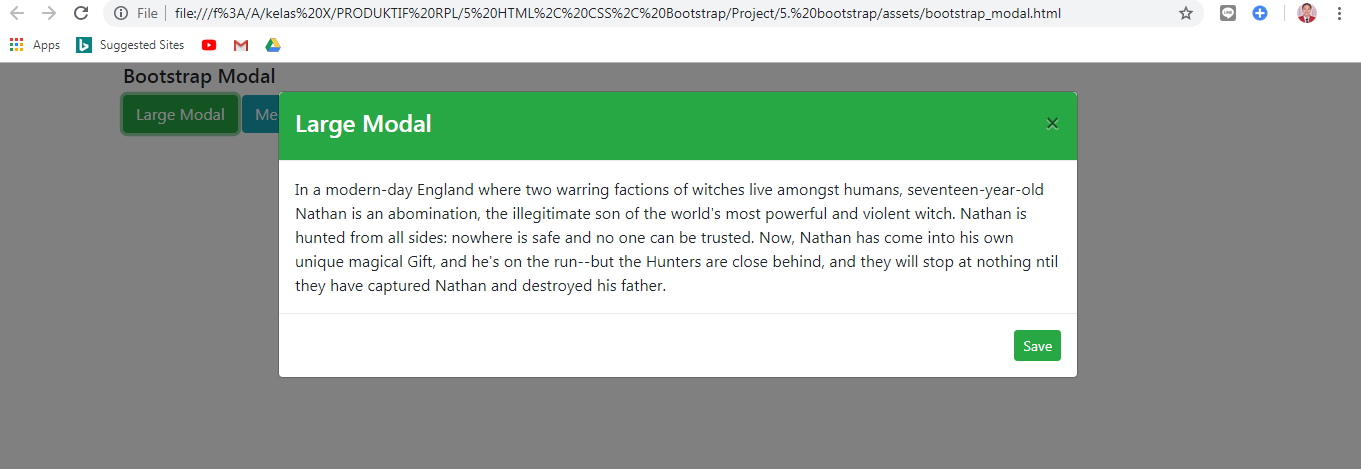 File file:///f%3A/A/kelas%20X/PRODUKTIF%20RPL/5%20HTML%2C%20CSS%2C%20Bootstrap/Project/5.%20bootstrap/assets/bootstrap_modal.html
Apps Suggested Sites
Bootstrap Modal
Large Modal Me
Large Modal ×
In a modern-day England where two warring factions of witches live amongst humans, seventeen-year-old
Nathan is an abomination, the illegitimate son of the world's most powerful and violent witch. Nathan is
hunted from all sides: nowhere is safe and no one can be trusted. Now, Nathan has come into his own
unique magical Gift, and he's on the run--but the Hunters are close behind, and they will stop at nothing ntil
they have captured Nathan and destroyed his father.
Save